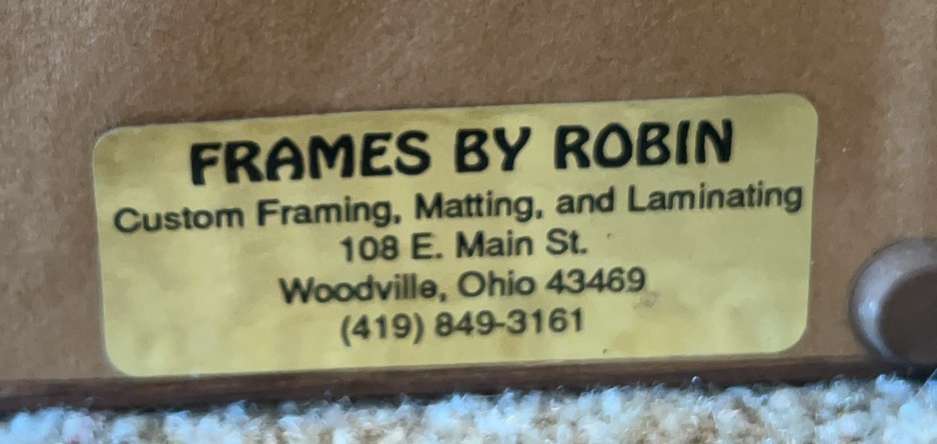 FRAMES BY ROBIN
Custom Framing, Matting, and Laminating
108 E. Main St.
Woodville, Ohio 43469
(419) 849-3161